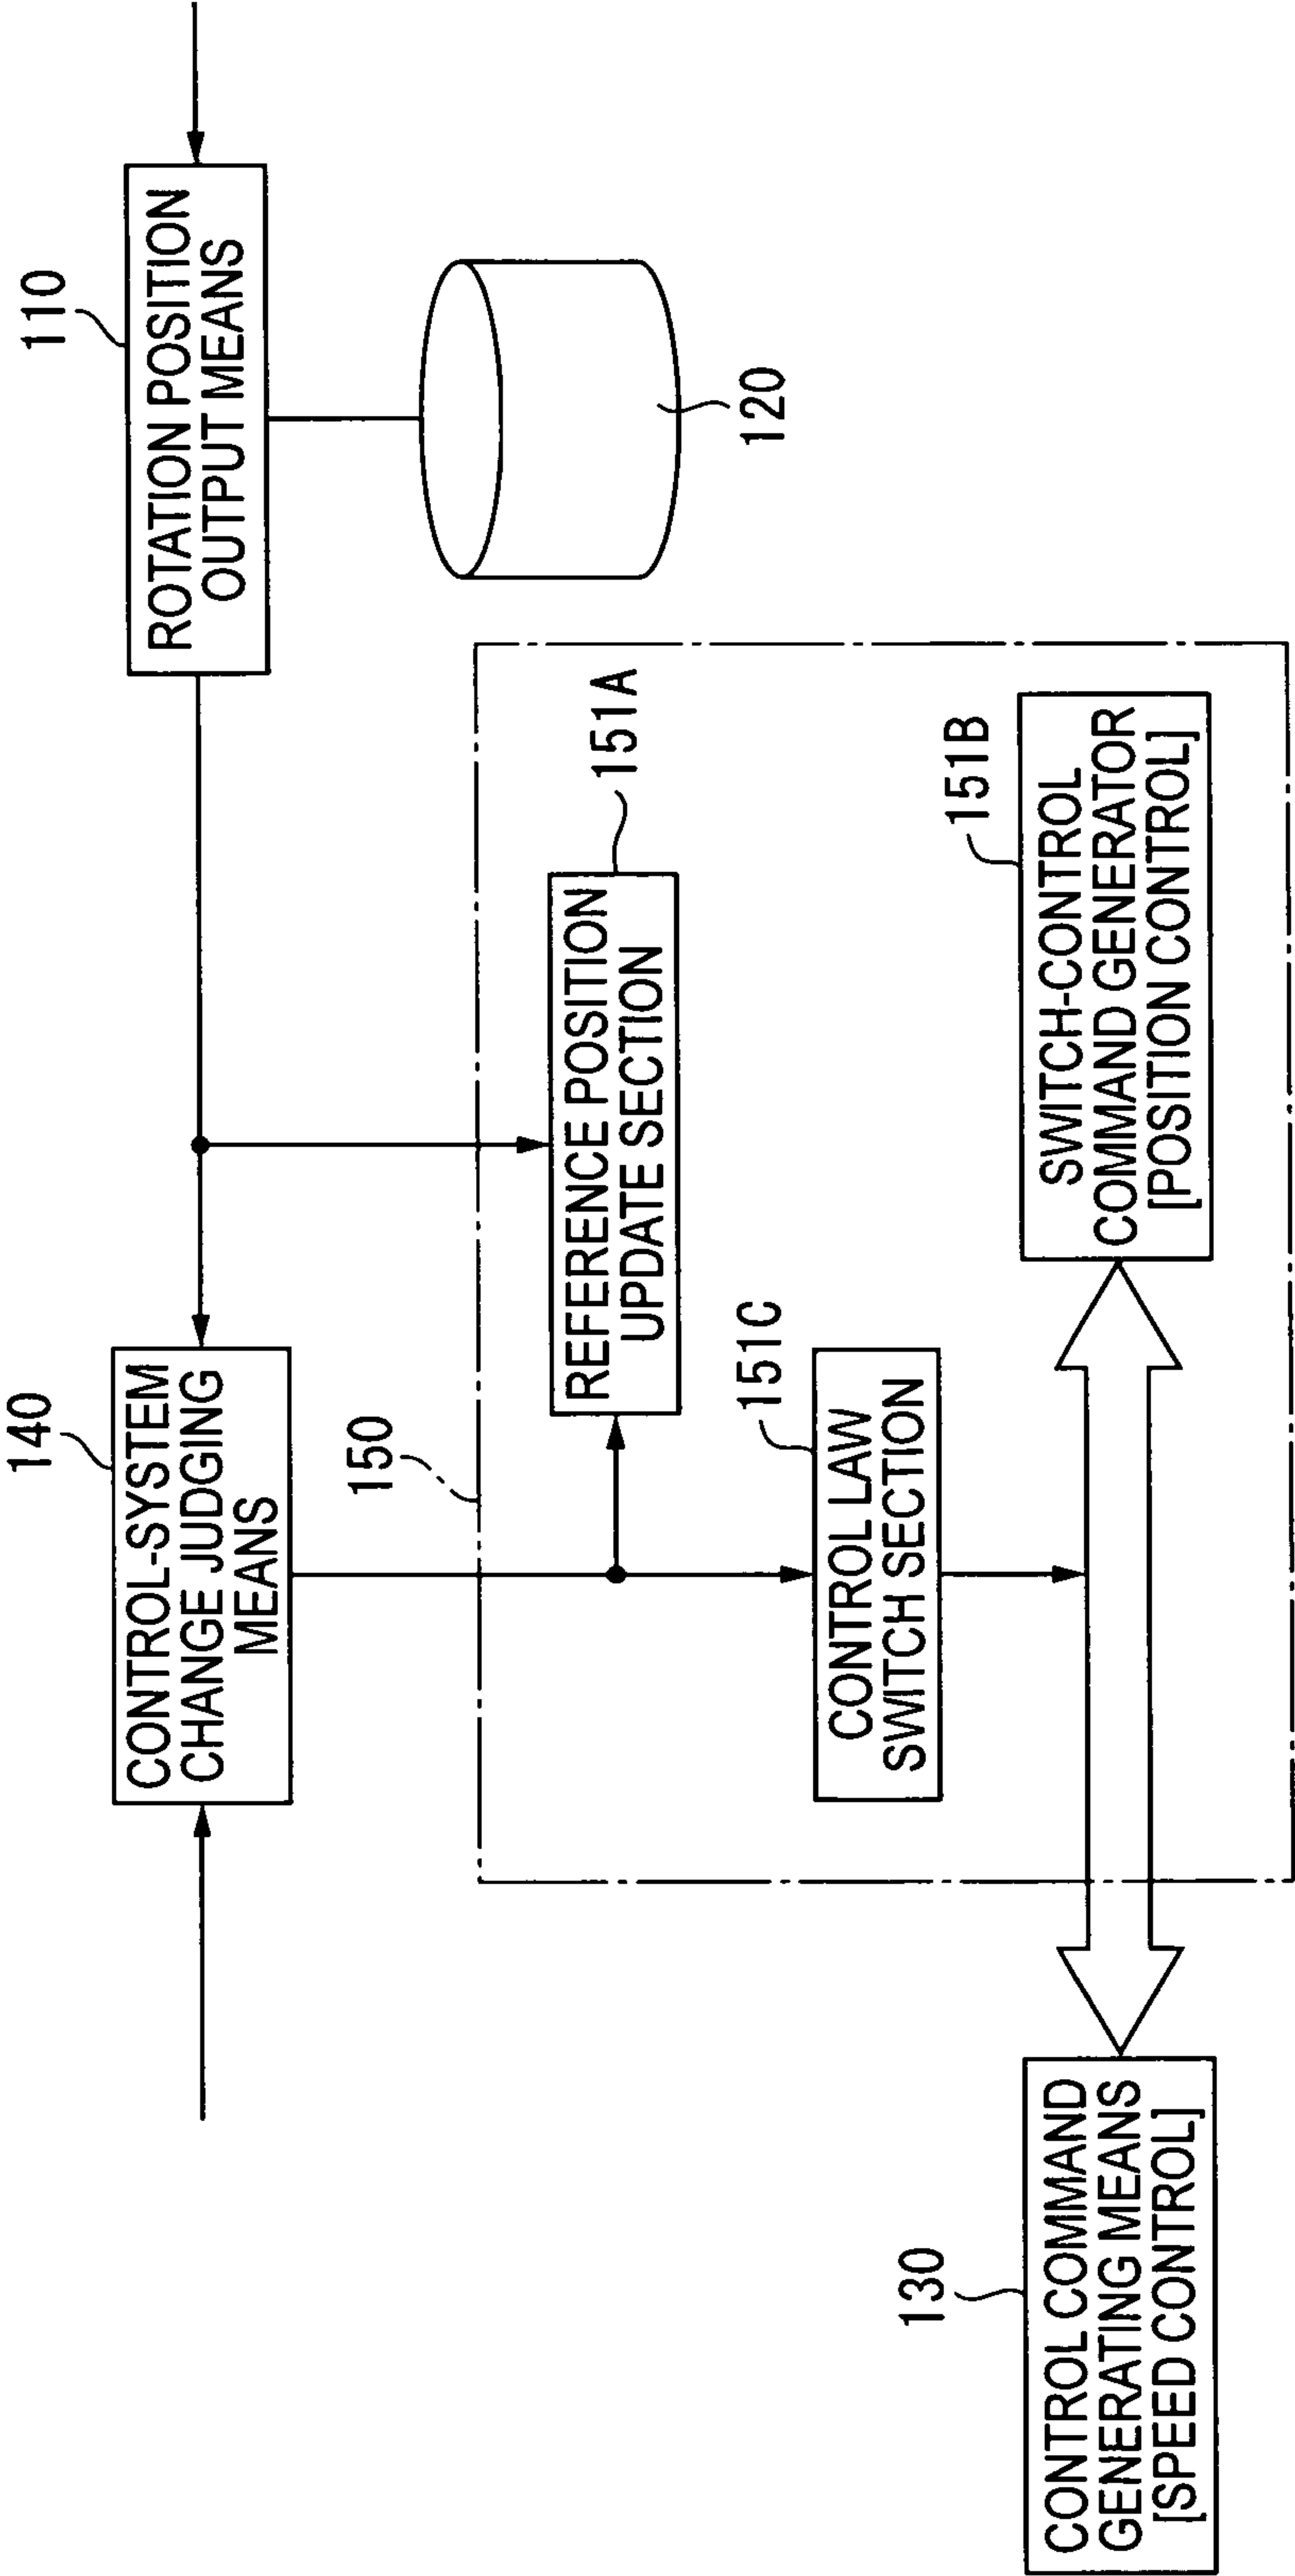 110
ROTATION POSITION
OUTPUT MEANS
120
140
CONTROL-SYSTEM
CHANGE JUDGING
MEANS
150
151A
REFERENCE POSITION
UPDATE SECTION
151C
CONTROL LAW
SWITCH SECTION
151B
SWITCH-CONTROL
COMMAND GENERATOR
[POSITION CONTROL]
130
CONTROL COMMAND
GENERATING MEANS
[SPEED CONTROL]